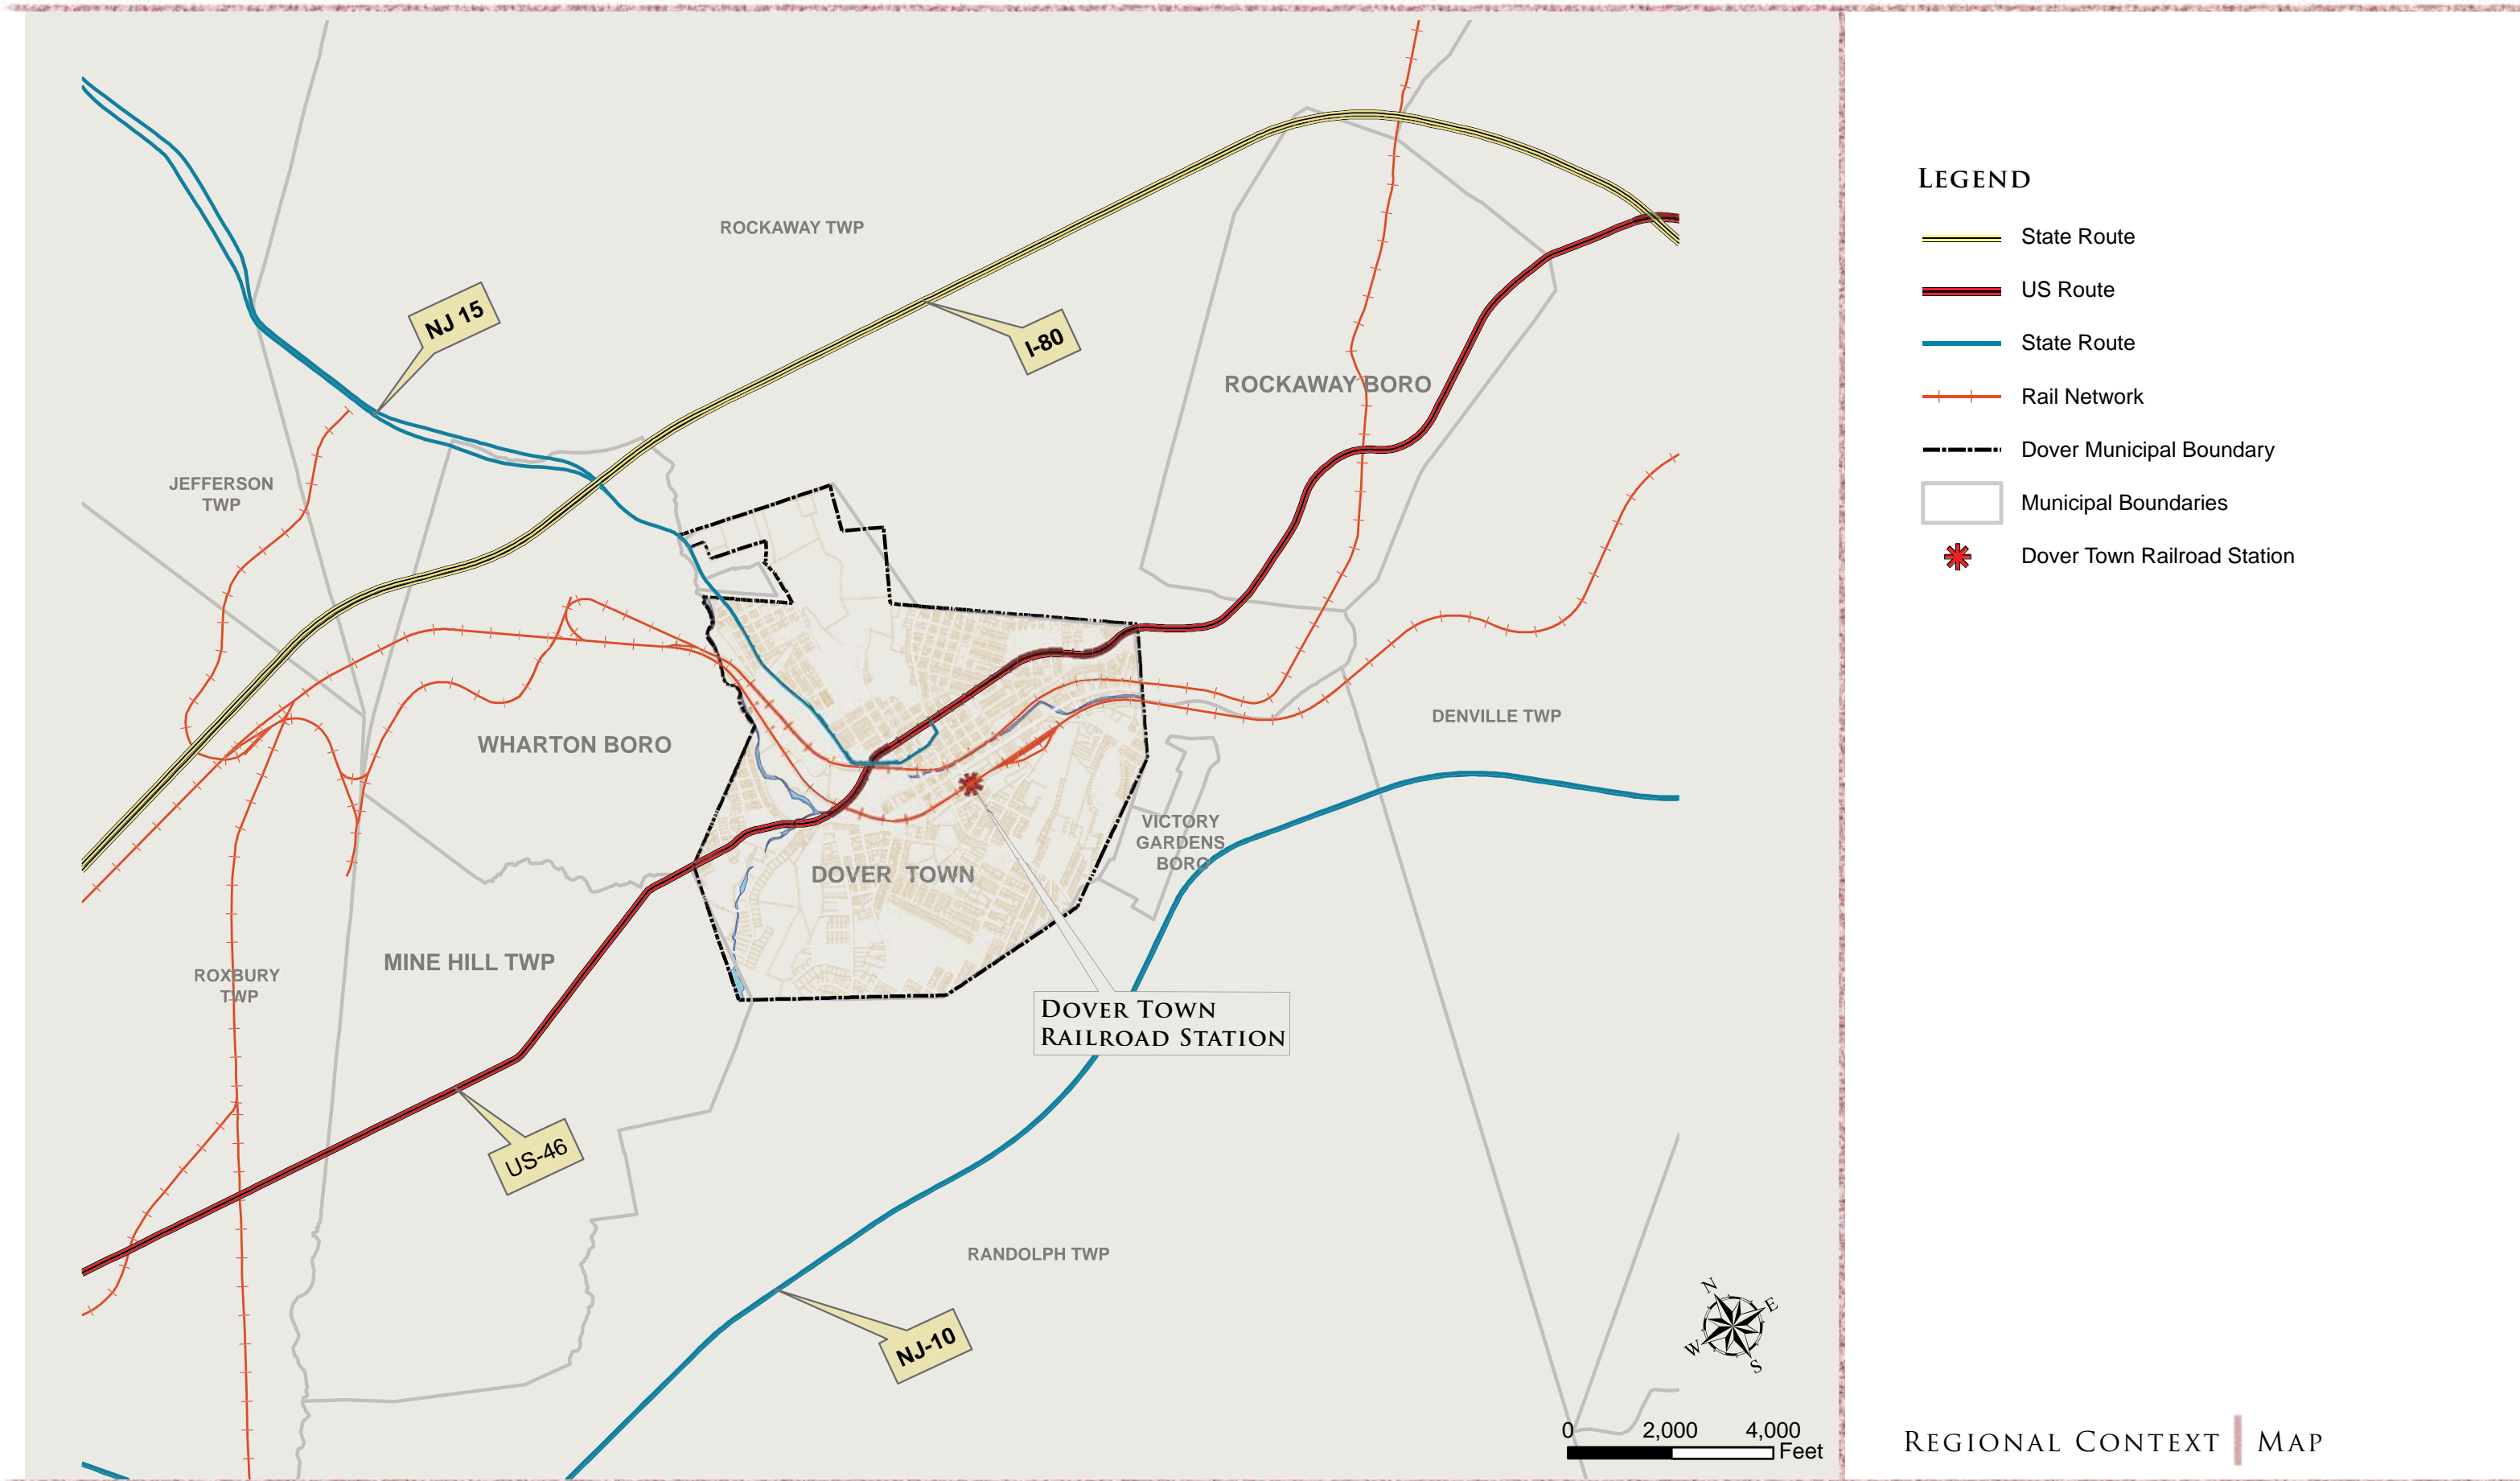 ROCKAWAY TWP
NJ 15
I-80
ROCKAWAY BORO
JEFFERSON
TWP
WHARTON BORO
DENVILLE TWP
VICTORY
GARDENS
BORO
DOVER TOWN
MINE HILL TWP
ROXBURY
TWP
DOVER TOWN
RAILROAD STATION
US-46
RANDOLPH TWP
NJ-10
N
E
W
S
0 2,000 4,000
Feet
LEGEND
State Route
US Route
State Route
Rail Network
Dover Municipal Boundary
Municipal Boundaries
Dover Town Railroad Station
REGIONAL CONTEXT MAP